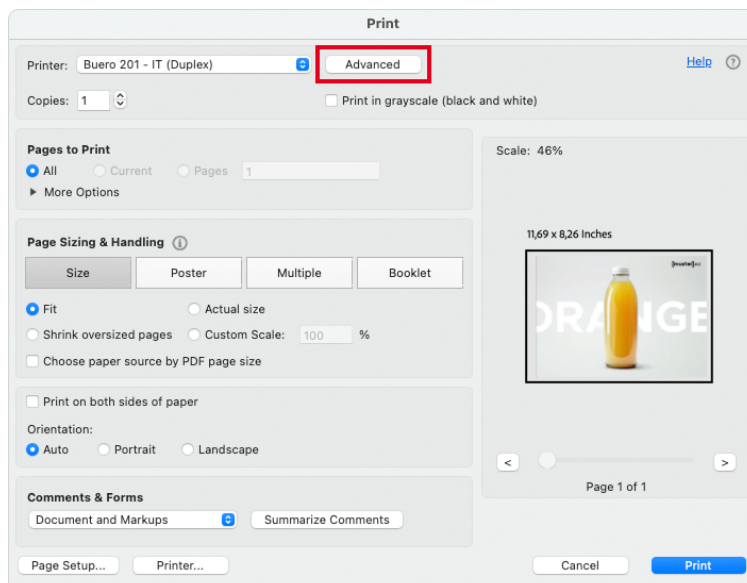 Print
Printer: Buero 201 - IT (Duplex) Advanced Help ?
Copies: 1 Print in grayscale (black and white)
Pages to Print
All Current Pages 1
More Options
Scale: 46%
Page Sizing & Handling i
Size Poster Multiple Booklet
Fit Actual size
Shrink oversized pages Custom Scale: 100 %
Choose paper source by PDF page size
11,69 x 8,26 Inches
ORANGE
Print on both sides of paper
Orientation:
Auto Portrait Landscape
< >
Page 1 of 1
Comments & Forms
Document and Markups Summarize Comments
Page Setup... Printer... Cancel Print